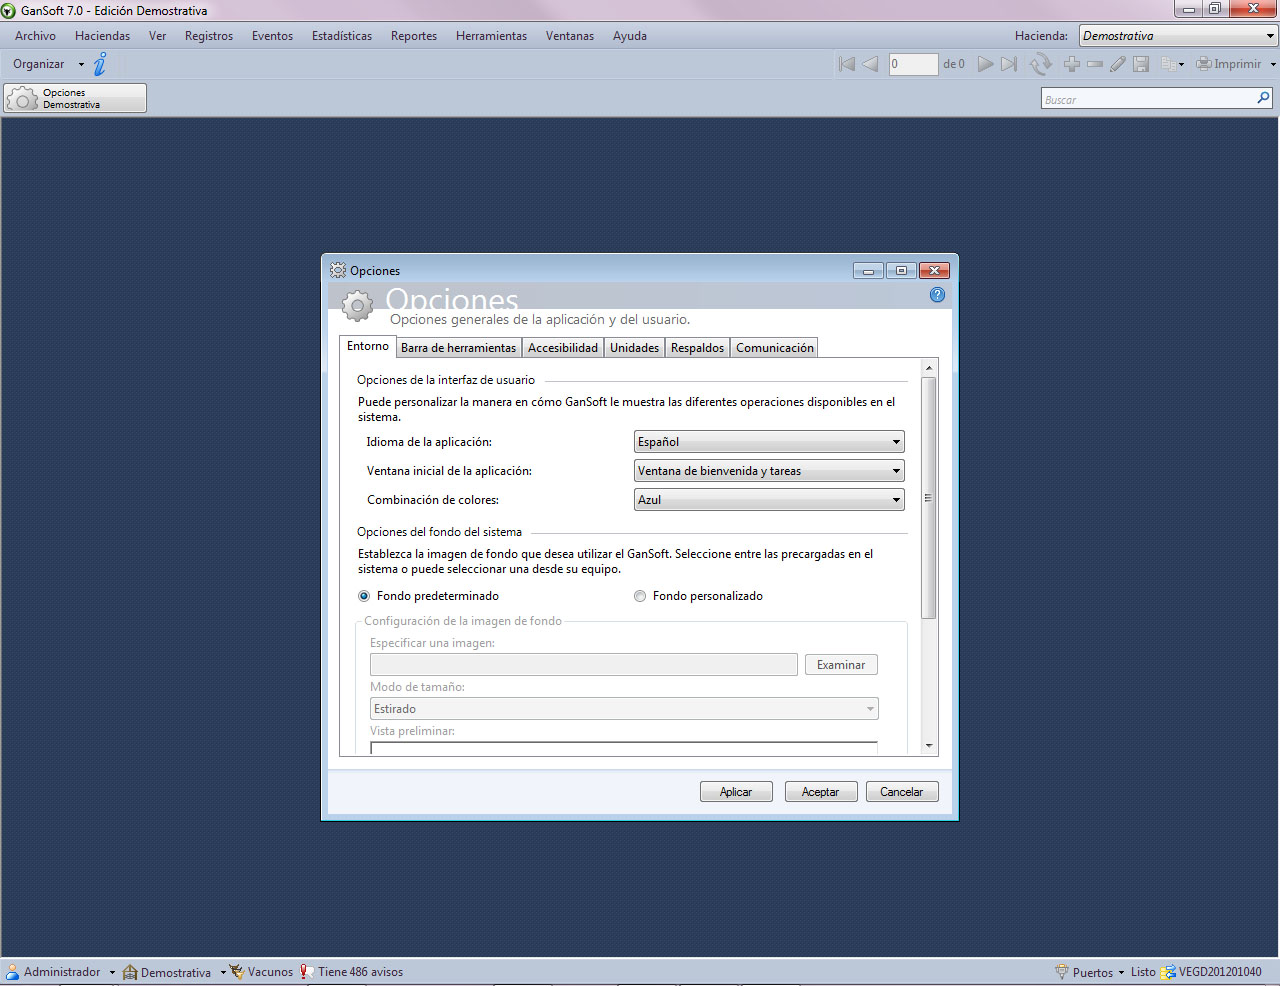 GanSoft 7.0 - Edición Demostrativa
Archivo Haciendas Ver Registros Eventos Estadísticas Reportes Herramientas Ventanas Ayuda Hacienda: Demostrativa
Organizar 0 de 0 Imprimir
Opciones
Demostrativa
Buscar
Opciones
Opciones
Opciones generales de la aplicación y del usuario.
Entorno Barra de herramientas Accesibilidad Unidades Respaldos Comunicación
Opciones de la interfaz de usuario
Puede personalizar la manera en cómo GanSoft le muestra las diferentes operaciones disponibles en el
sistema.
Idioma de la aplicación: Español
Ventana inicial de la aplicación: Ventana de bienvenida y tareas
Combinación de colores: Azul
Opciones del fondo del sistema
Establezca la imagen de fondo que desea utilizar el GanSoft. Seleccione entre las precargadas en el
sistema o puede seleccionar una desde su equipo.
Fondo predeterminado Fondo personalizado
Configuración de la imagen de fondo
Especificar una imagen:
Examinar
Modo de tamaño:
Estirado
Vista preliminar:
Aplicar Aceptar Cancelar
Administrador Demostrativa Vacunos Tiene 486 avisos Puertos Listo VEGD201201040